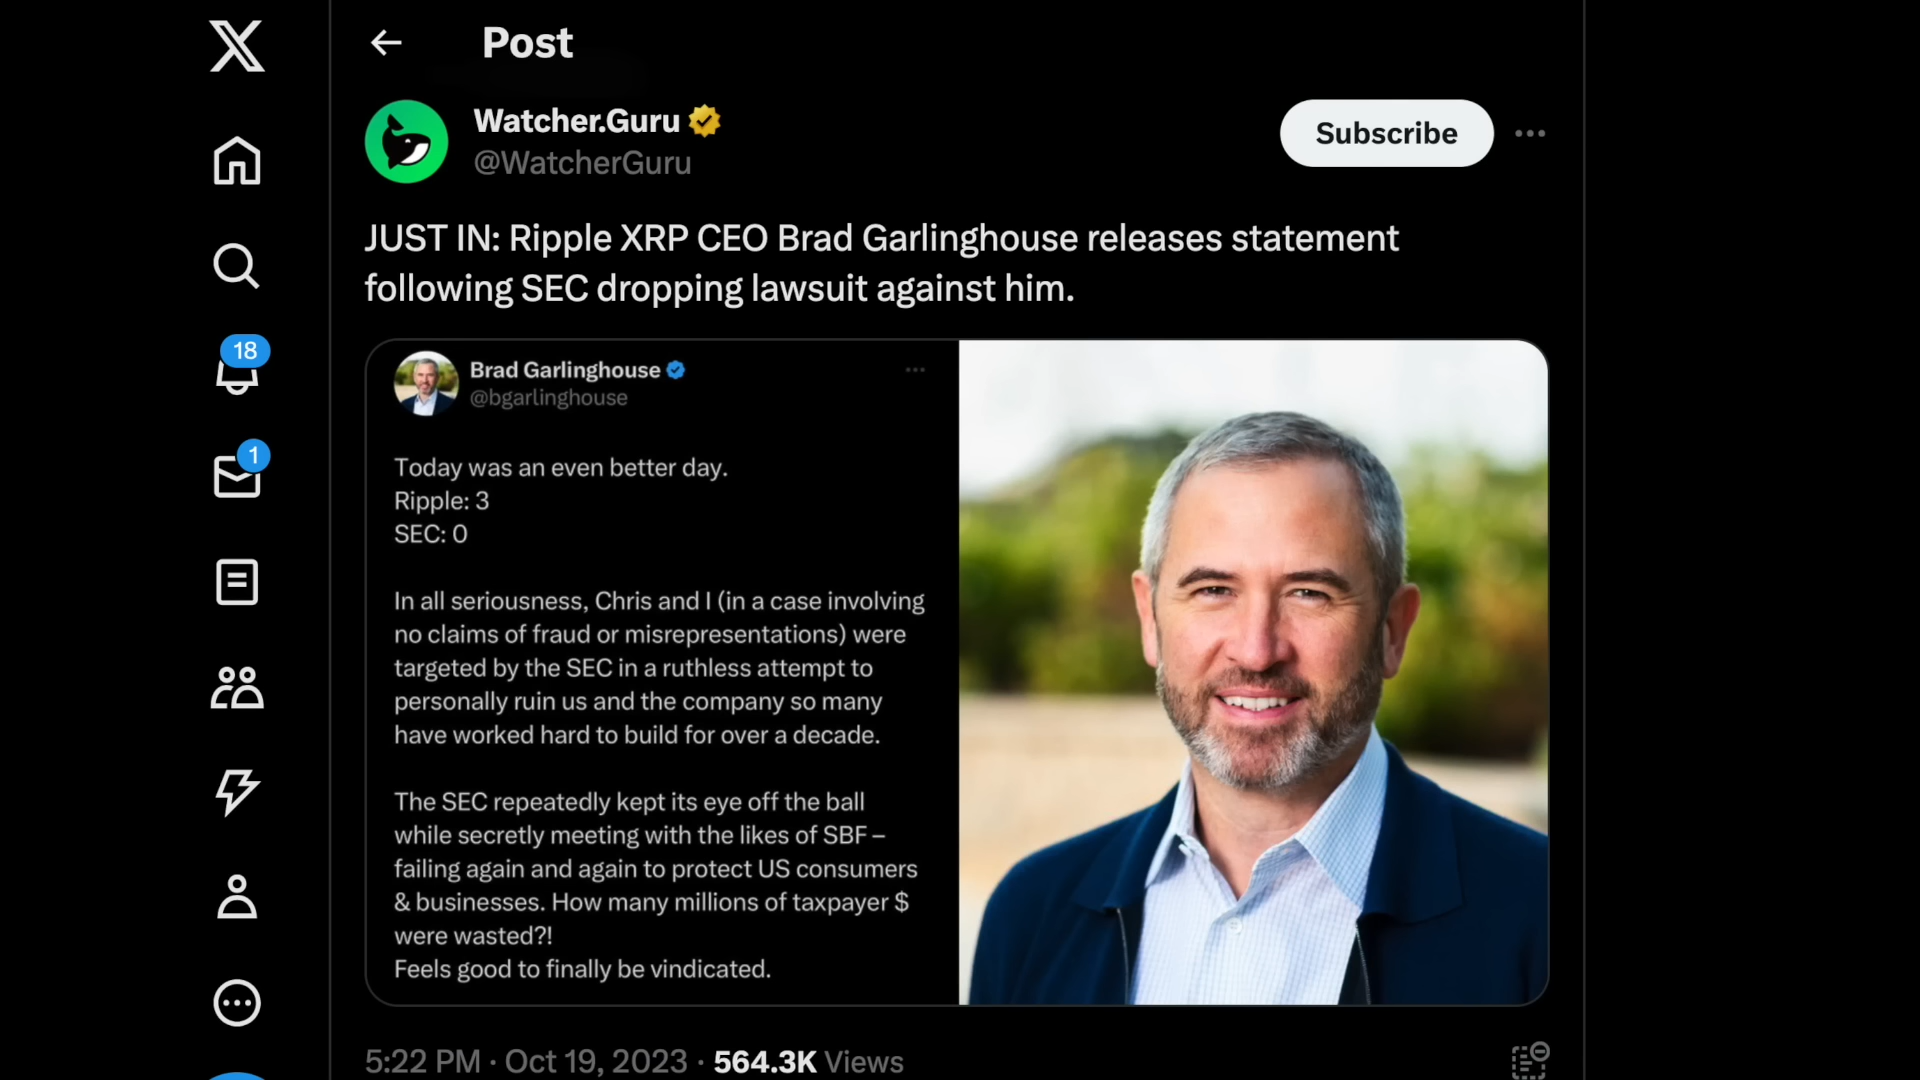 Post
Watcher.Guru
@WatcherGuru
Subscribe
JUST IN: Ripple XRP CEO Brad Garlinghouse releases statement
following SEC dropping lawsuit against him.
18
1
Brad Garlinghouse
@bgarlinghouse
Today was an even better day.
Ripple: 3
SEC: 0
In all seriousness, Chris and I (in a case involving
no claims of fraud or misrepresentations) were
targeted by the SEC in a ruthless attempt to
personally ruin us and the company so many
have worked hard to build for over a decade.
The SEC repeatedly kept its eye off the ball
while secretly meeting with the likes of SBF –
failing again and again to protect US consumers
& businesses. How many millions of taxpayer $
were wasted?!
Feels good to finally be vindicated.
5:22 PM · Oct 19, 2023 · 564.3K Views